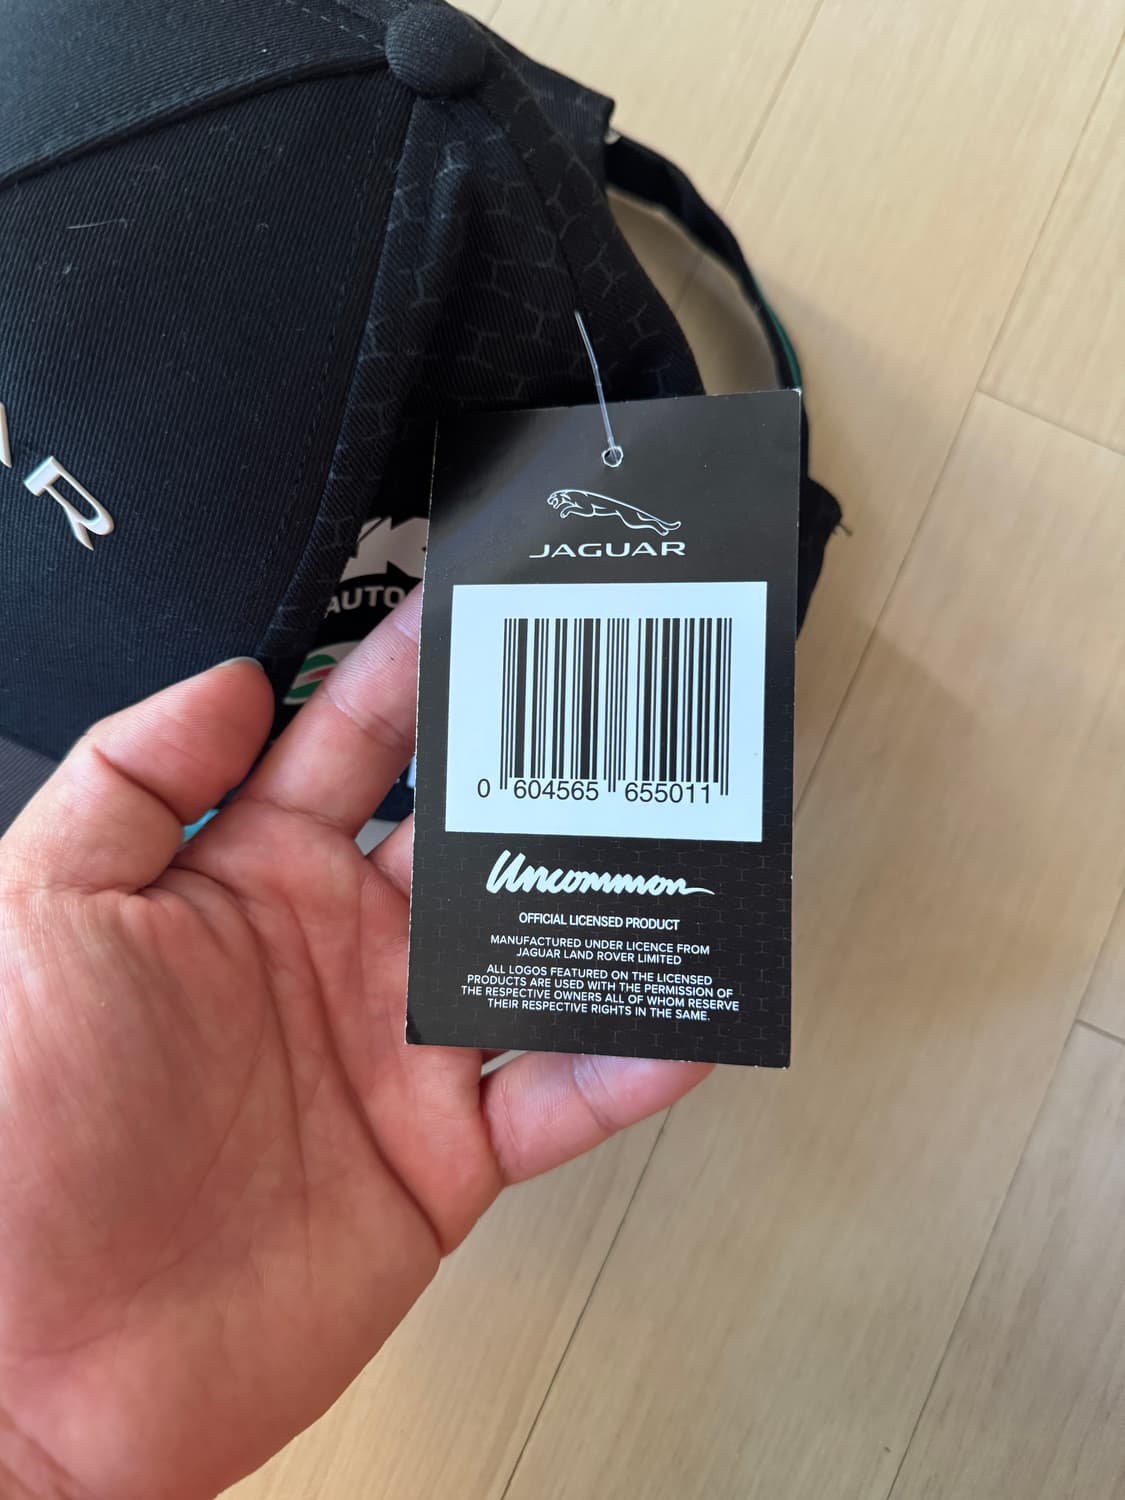 R
AUTO
JAGUAR
0 604565 655011
Uncommon
OFFICIAL LICENSED PRODUCT
MANUFACTURED UNDER LICENCE FROM
JAGUAR LAND ROVER LIMITED
ALL LOGOS FEATURED ON THE LICENSED
PRODUCTS ARE USED WITH THE PERMISSION OF
THE RESPECTIVE OWNERS ALL OF WHOM RESERVE
THEIR RESPECTIVE RIGHTS IN THE SAME.